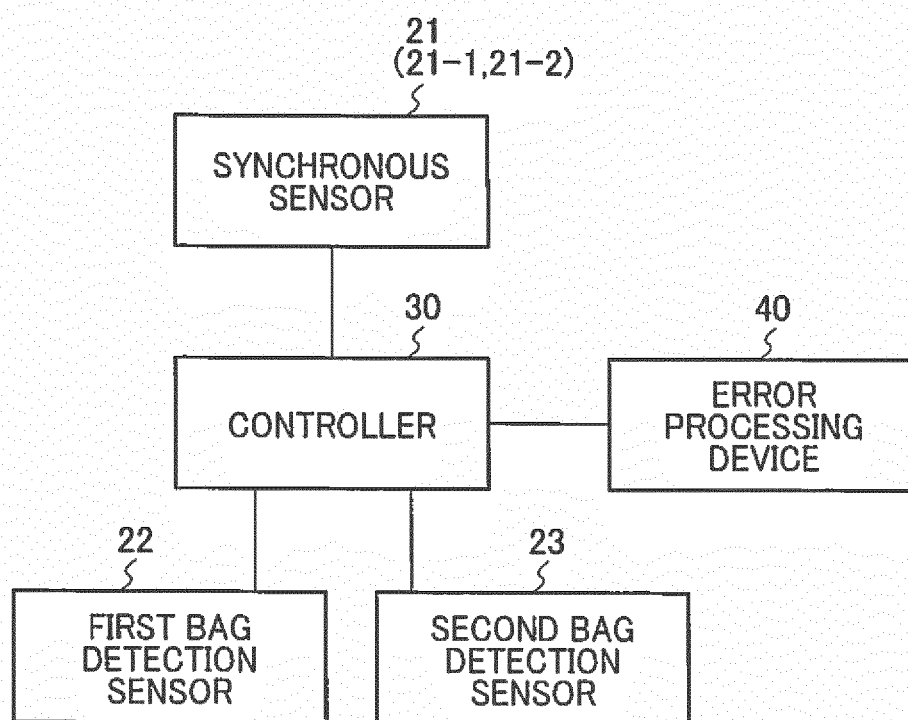 21
(21-1,21-2)
SYNCHRONOUS
SENSOR
30
CONTROLLER
40
ERROR
PROCESSING
DEVICE
22
FIRST BAG
DETECTION
SENSOR
23
SECOND BAG
DETECTION
SENSOR